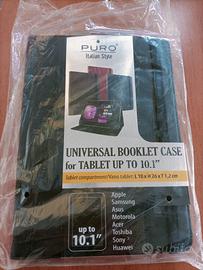 PURO
Italian Style
UNIVERSAL BOOKLET CASE
for TABLET UP TO 10.1"
Tablet compartment/Vano tablet: L 18 x H 26 x T 1,2 cm
up to
10.1"
Apple
Samsung
Asus
Motorola
Acer
Toshiba
Sony
Huawei
subito